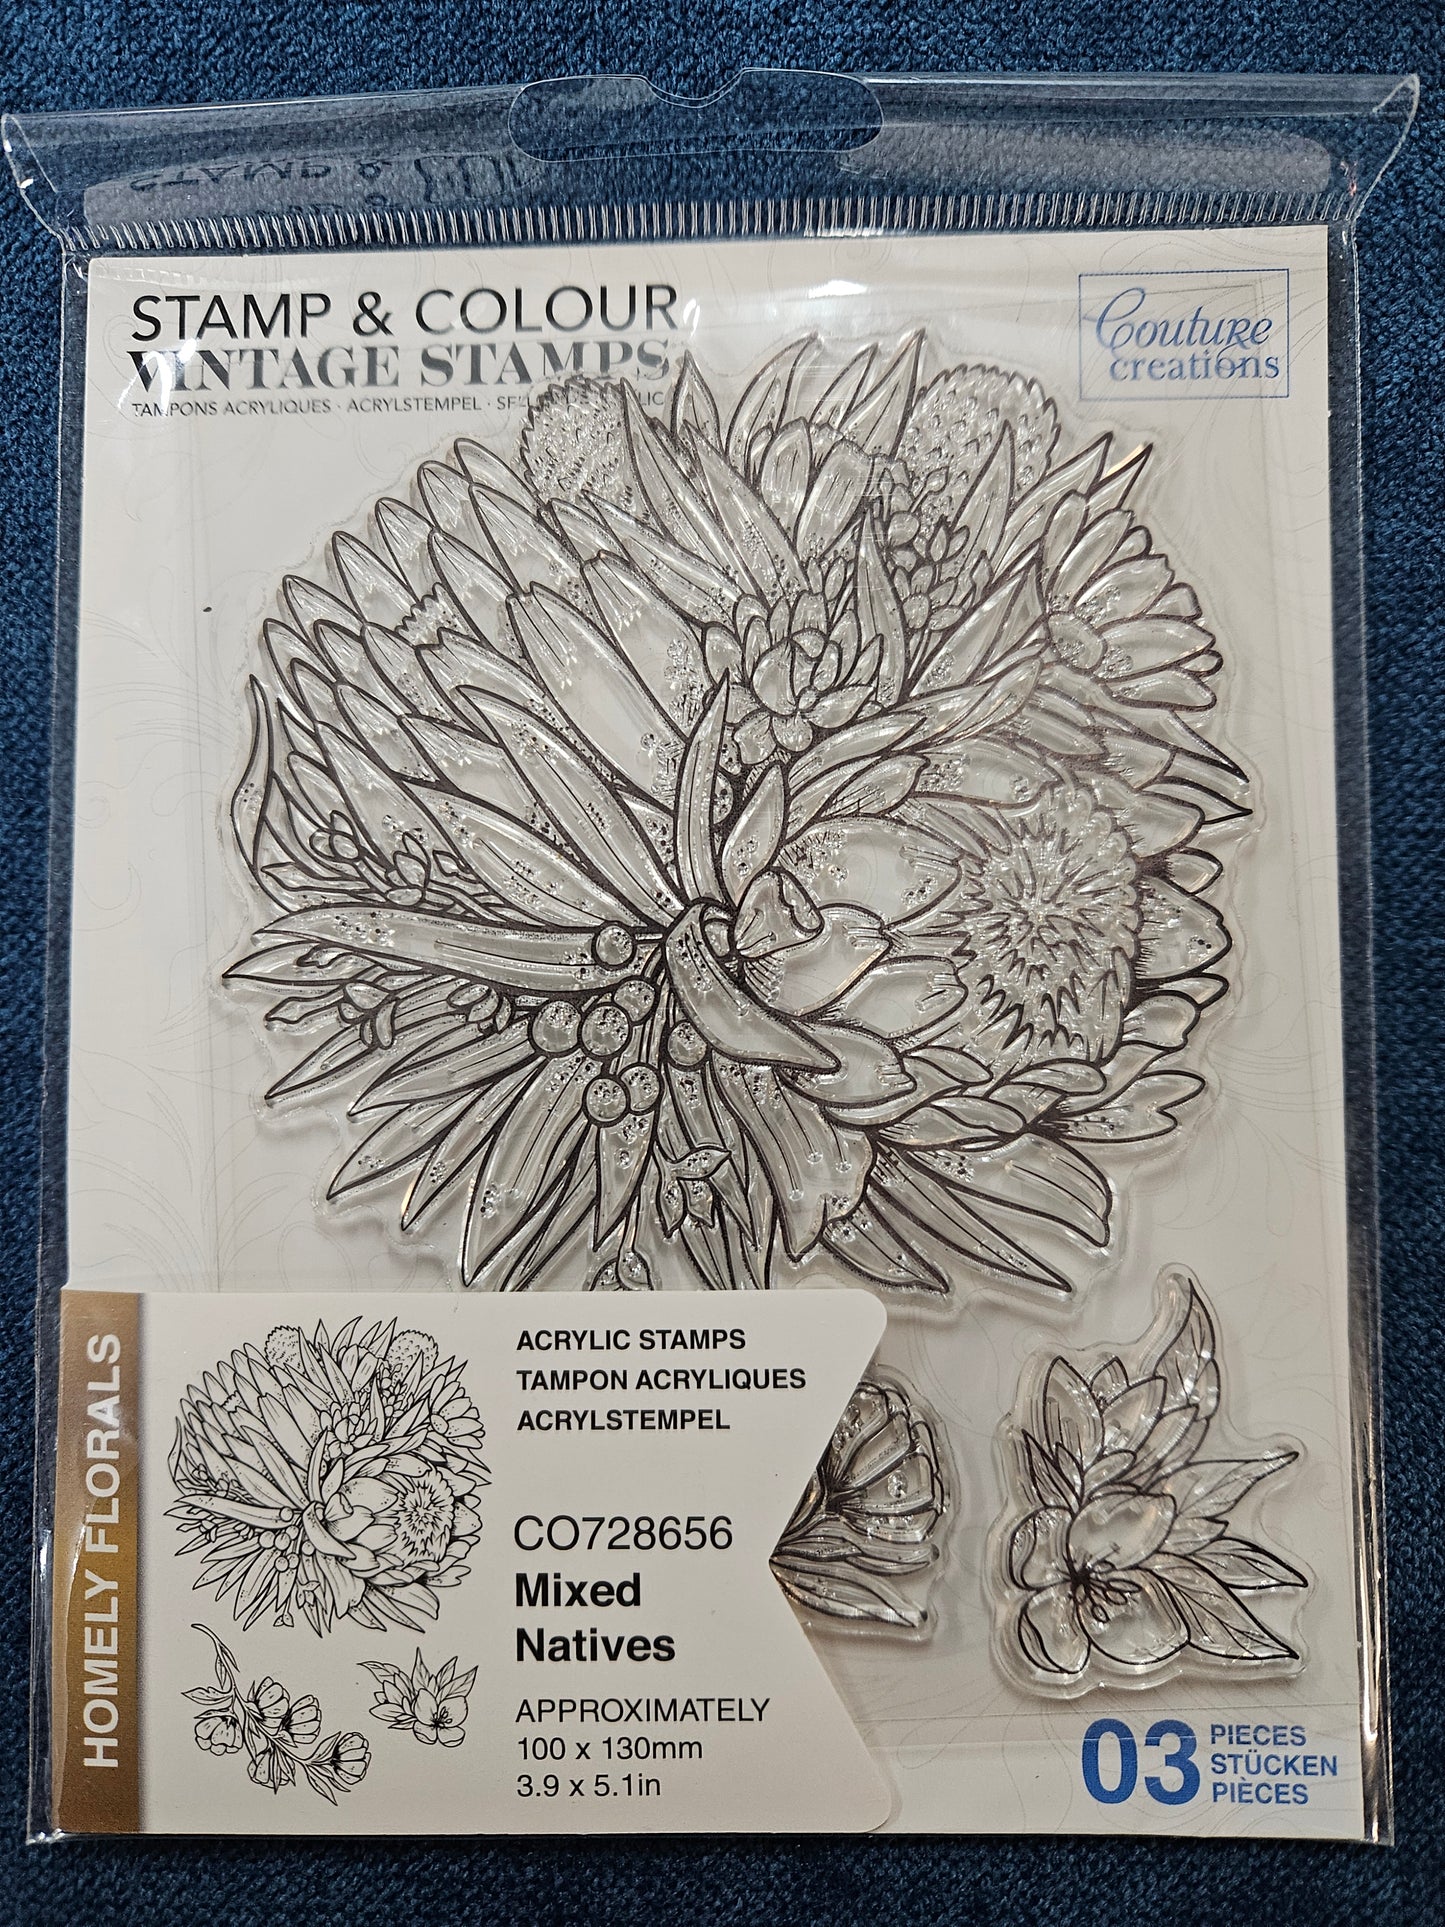 STAMP & COLOUR
VINTAGE STAMPS
TAMPONS ACRYLIQUES · ACRYLSTEMPEL ·
Couture
creations
HOMELY FLORALS
ACRYLIC STAMPS
TAMPON ACRYLIQUES
ACRYLSTEMPEL
CO728656
Mixed
Natives
APPROXIMATELY
100 x 130mm
3.9 x 5.1in
03
PIECES
STÜCKEN
PIÈCES